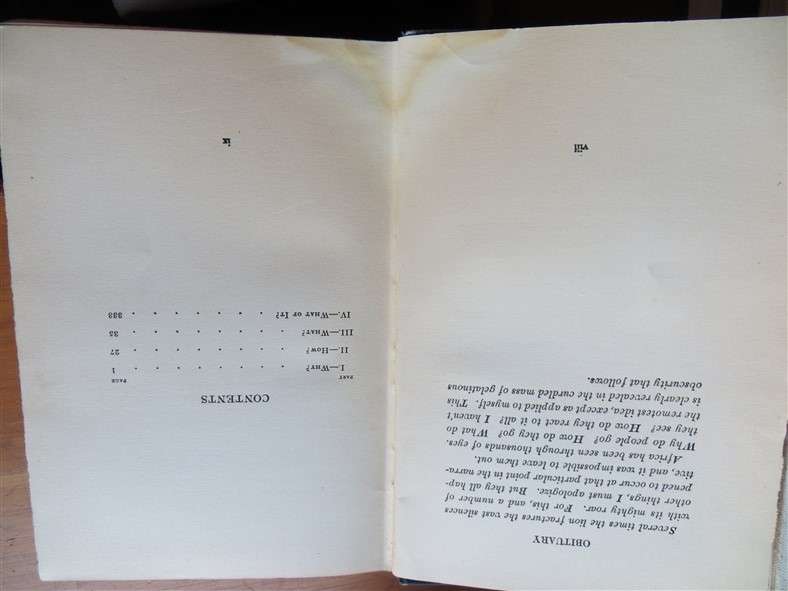 OBITUARY
Several times the lion fractures the vast silences
with its mighty roar. For this, and a number of
other things, I must apologize. But they all hap-
pened to occur at that particular point in the narra-
tive, and it was impossible to leave them out.
Africa has been seen through thousands of eyes.
Why do people go? How do they go? What do
they see? How do they react to it all? I haven't
the remotest idea, except as applied to myself. This
is clearly revealed in the curdled mass of gelatinous
obscurity that follows.
viii
CONTENTS
PART PAGE
I.—WHY? . . . . . . . . 1
II.—HOW? . . . . . . . . 27
III.—WHAT? . . . . . . . . 35
IV.—WHAT OF IT? . . . . . . . 333
ix